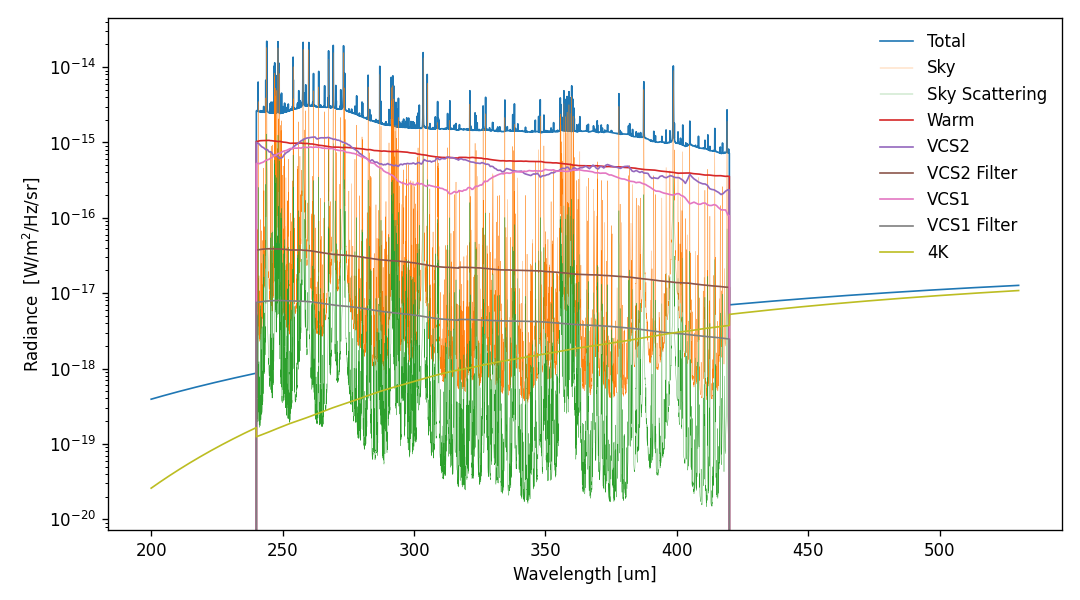 Radiance [W/m²/Hz/sr]
10⁻¹⁴
10⁻¹⁵
10⁻¹⁶
10⁻¹⁷
10⁻¹⁸
10⁻¹⁹
10⁻²⁰
Total
Sky
Sky Scattering
Warm
VCS2
VCS2 Filter
VCS1
VCS1 Filter
4K
200 250 300 350 400 450 500
Wavelength [um]